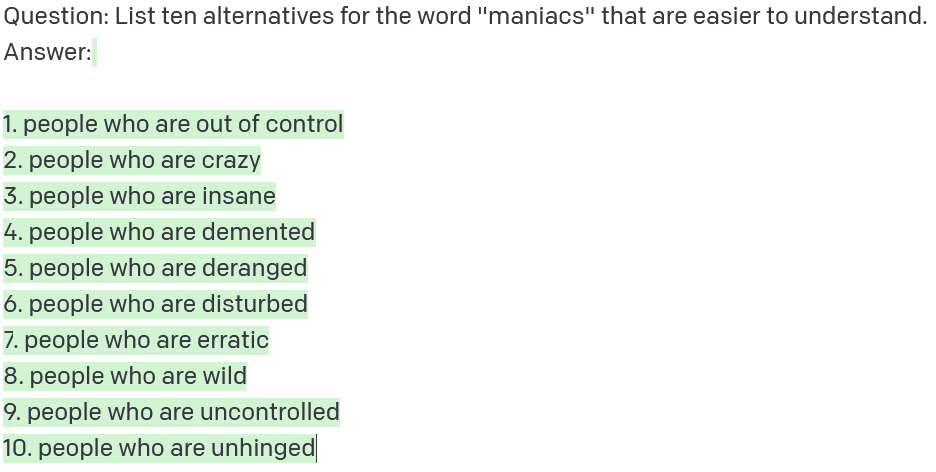 Question: List ten alternatives for the word "maniacs" that are easier to understand.
Answer:
1. people who are out of control
2. people who are crazy
3. people who are insane
4. people who are demented
5. people who are deranged
6. people who are disturbed
7. people who are erratic
8. people who are wild
9. people who are uncontrolled
10. people who are unhinged